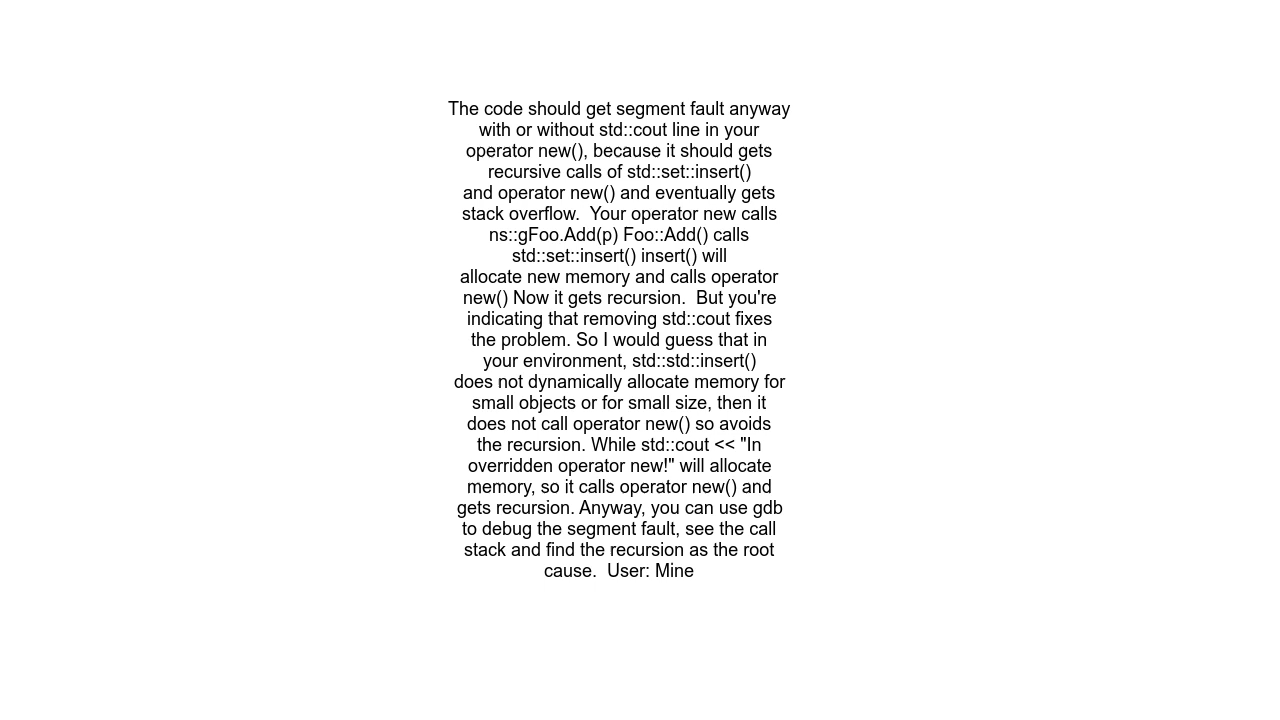 The code should get segment fault anyway
with or without std::cout line in your
operator new(), because it should gets
recursive calls of std::set::insert()
and operator new() and eventually gets
stack overflow.  Your operator new calls
ns::gFoo.Add(p) Foo::Add() calls
std::set::insert() insert() will
allocate new memory and calls operator
new() Now it gets recursion.  But you're
indicating that removing std::cout fixes
the problem. So I would guess that in
your environment, std::std::insert()
does not dynamically allocate memory for
small objects or for small size, then it
does not call operator new() so avoids
the recursion. While std::cout << "In
overridden operator new!" will allocate
memory, so it calls operator new() and
gets recursion. Anyway, you can use gdb
to debug the segment fault, see the call
stack and find the recursion as the root
cause.  User: Mine